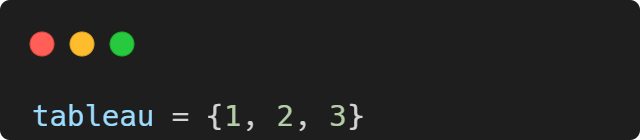 tableau = {1, 2, 3}